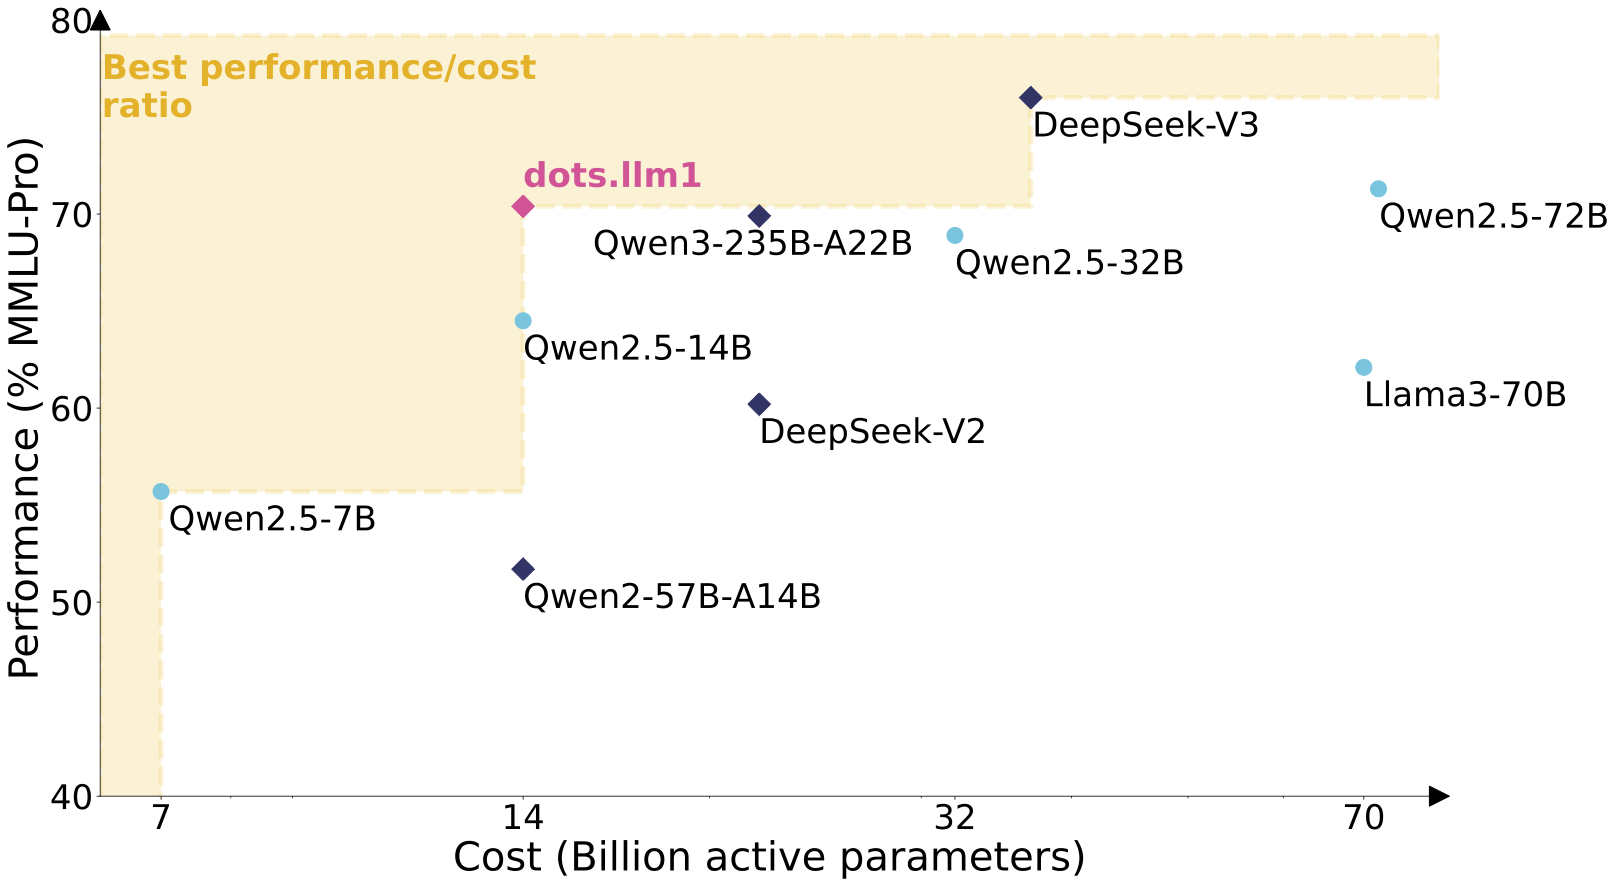 80
Best performance/cost
ratio
DeepSeek-V3
dots.llm1
Qwen2.5-72B
70
Qwen3-235B-A22B
Qwen2.5-32B
Qwen2.5-14B
Llama3-70B
60
DeepSeek-V2
Qwen2.5-7B
Qwen2-57B-A14B
50
40
Performance (% MMLU-Pro)
7 14 32 70
Cost (Billion active parameters)